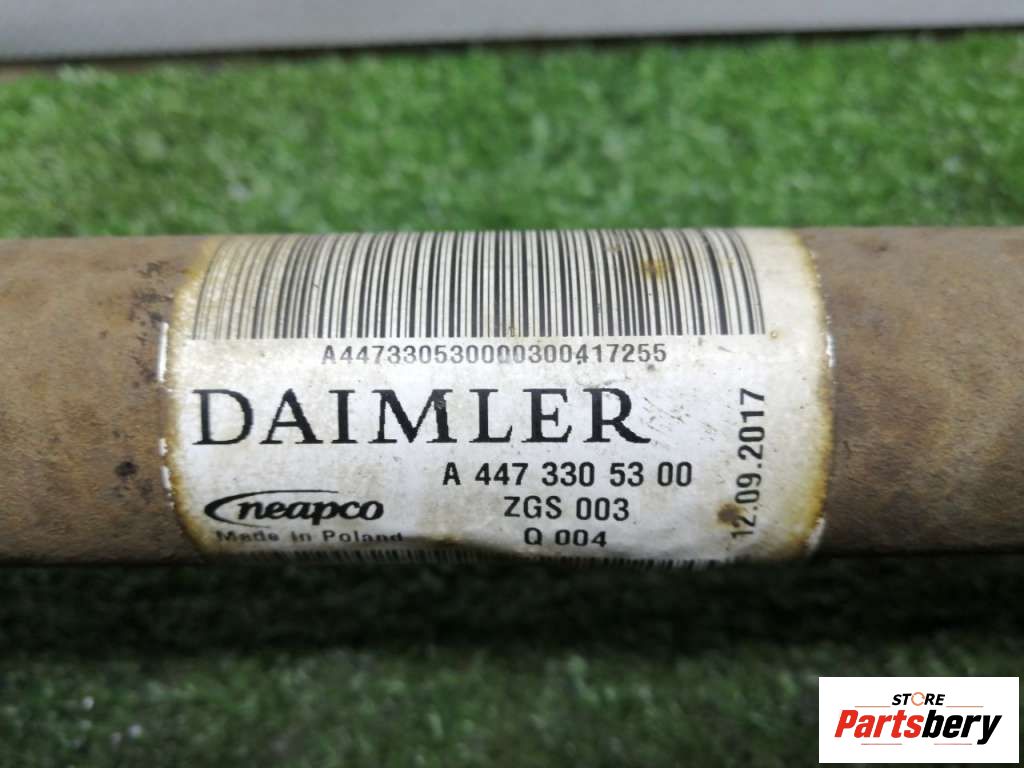 A447330530000300417255
DAIMLER
A 447 330 53 00
neapco
ZGS 003
Made in Poland
Q 004
12.09.2017
STORE
Partsbery